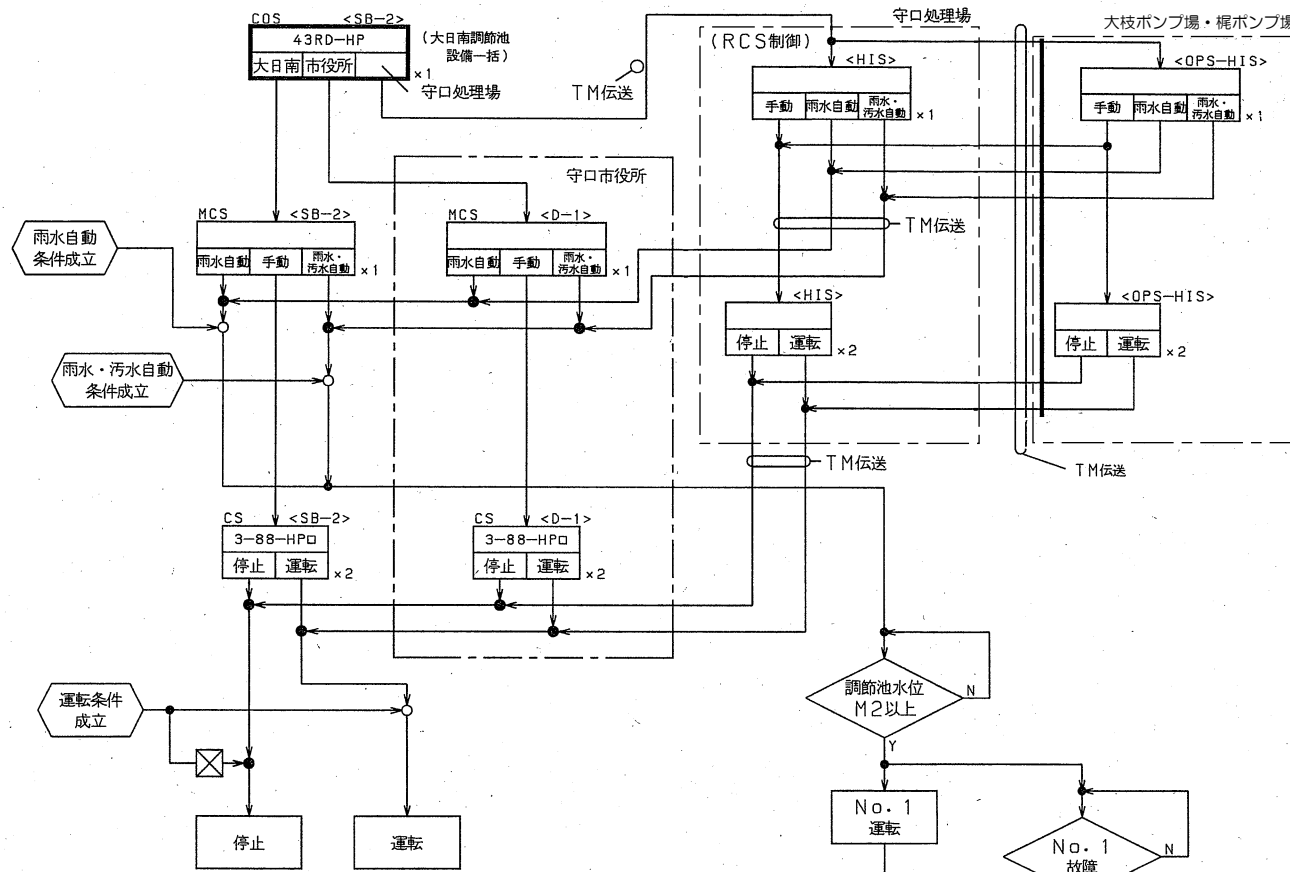 COS <SB-2>
43RD-HP
大日南 市役所
×1
(大日南調節池
設備一括)
守口処理場
TM伝送
守口処理場
(RCS制御)
<HIS>
手動 雨水自動 雨水・
汚水自動
×1
大枝ポンプ場・梶ポンプ場
<OPS-HIS>
手動 雨水自動 雨水・
汚水自動
×1
守口市役所
MCS <SB-2>
雨水自動 手動 雨水・
汚水自動
×1
MCS <D-1>
雨水自動 手動 雨水・
汚水自動
×1
TM伝送
雨水自動
条件成立
雨水・汚水自動
条件成立
<HIS>
停止 運転
×2
<OPS-HIS>
停止 運転
×2
TM伝送
TM伝送
CS <SB-2>
3-88-HP□
停止 運転
×2
CS <D-1>
3-88-HP□
停止 運転
×2
運転条件
成立
停止
運転
調節池水位
M2以上
N
Y
No.1
運転
No.1
故障
N